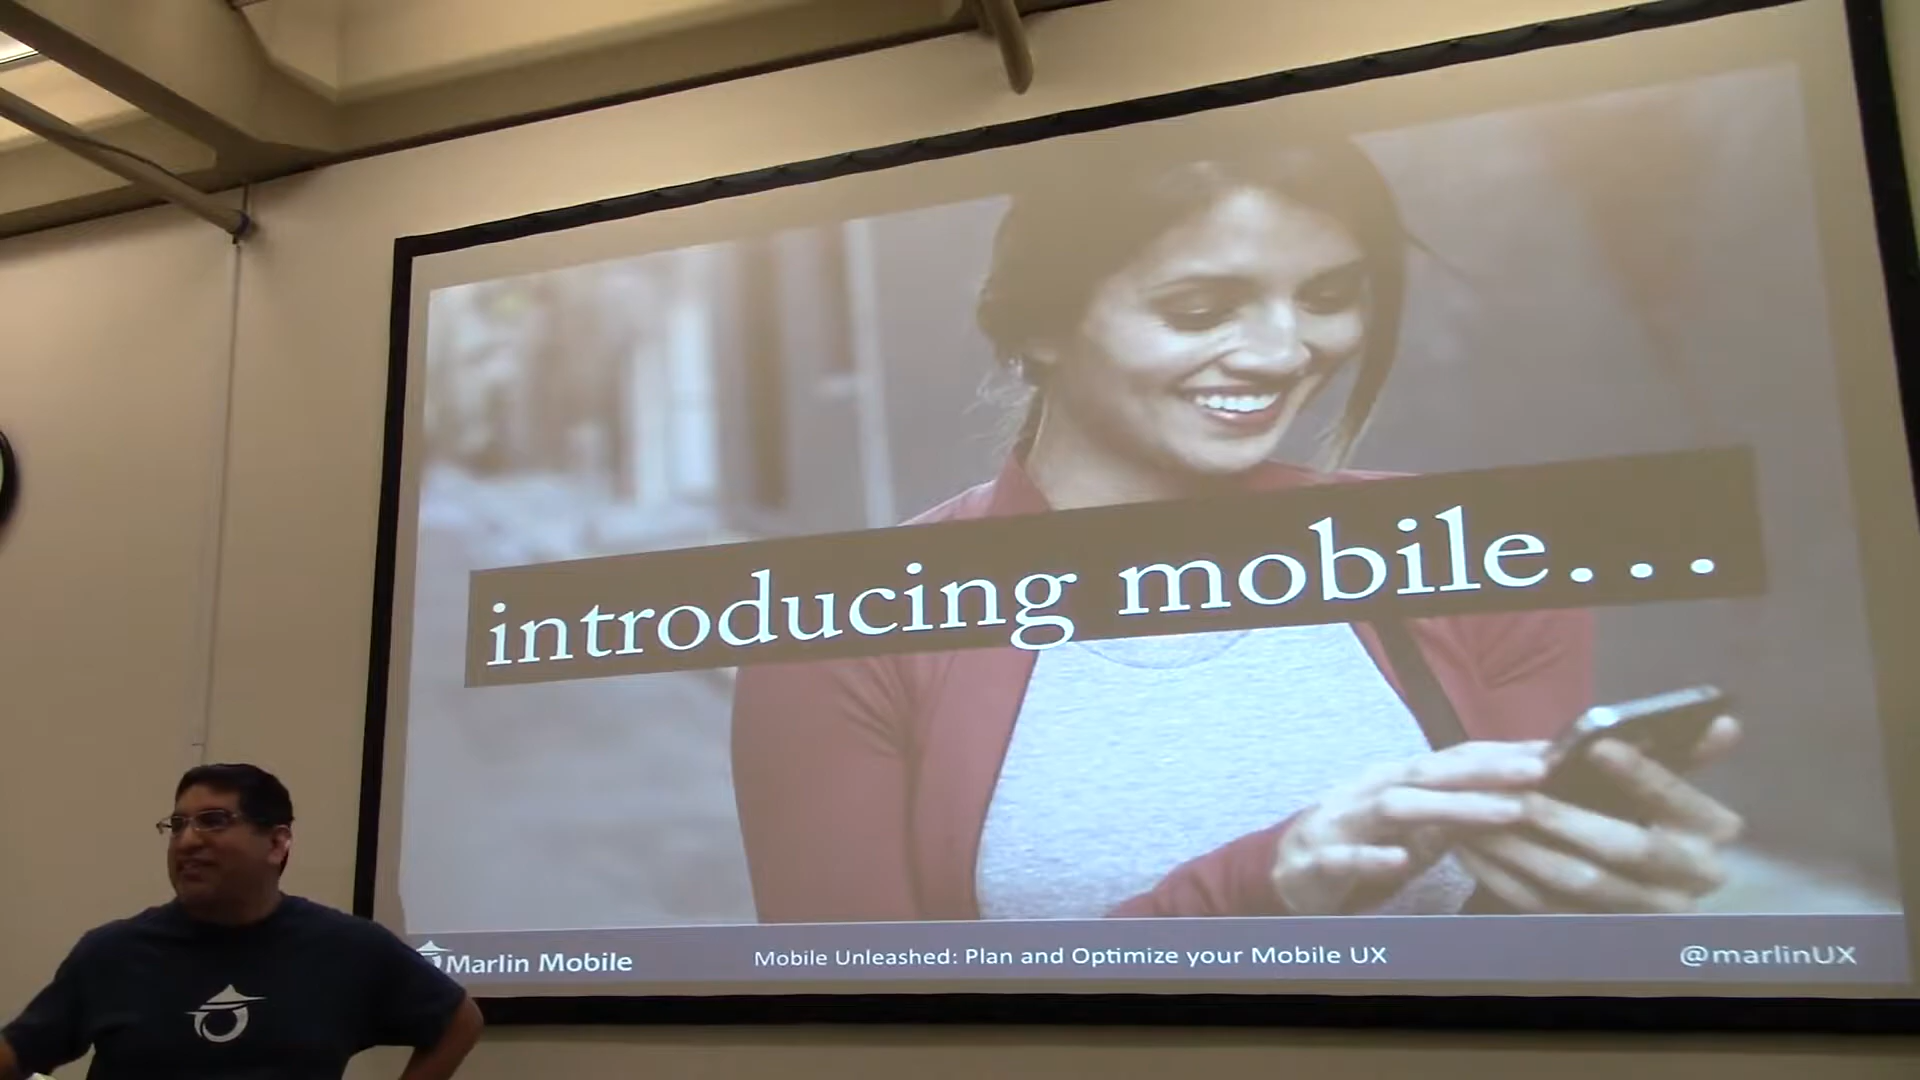 introducing mobile...
Marlin Mobile
Mobile Unleashed: Plan and Optimize your Mobile UX
@marlinUX